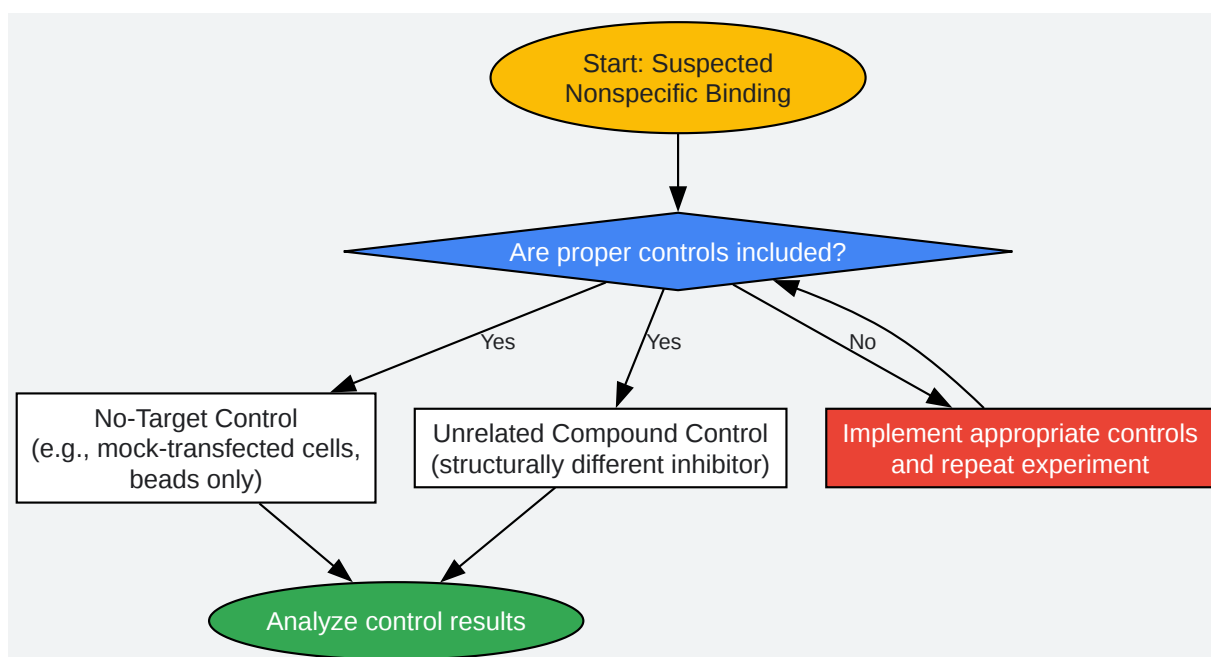 Start: Suspected
Nonspecific Binding
Are proper controls included?
Yes
Yes
No
No-Target Control
(e.g., mock-transfected cells,
beads only)
Unrelated Compound Control
(structurally different inhibitor)
Implement appropriate controls
and repeat experiment
Analyze control results